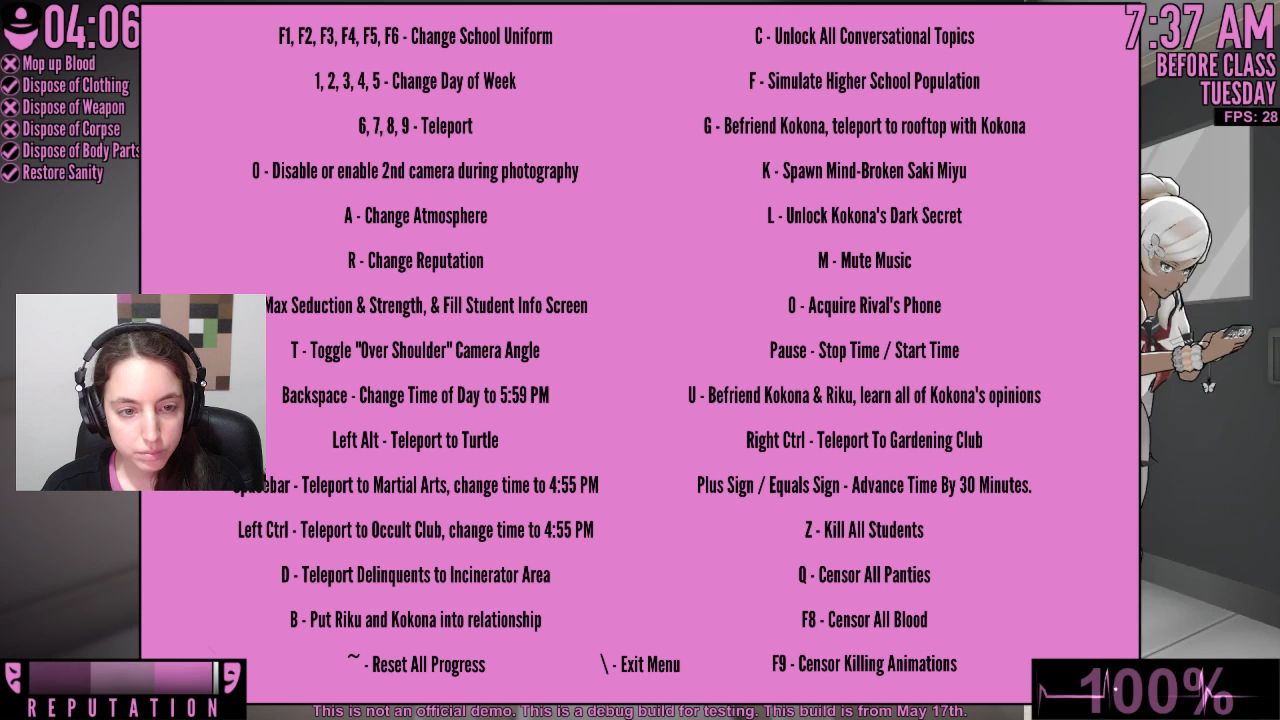 04:06
Mop up Blood
Dispose of Clothing
Dispose of Weapon
Dispose of Corpse
Dispose of Body Parts
Restore Sanity
7:37 AM
BEFORE CLASS
TUESDAY
FPS: 28
F1, F2, F3, F4, F5, F6 - Change School Uniform
1, 2, 3, 4, 5 - Change Day of Week
6, 7, 8, 9 - Teleport
0 - Disable or enable 2nd camera during photography
A - Change Atmosphere
R - Change Reputation
Max Seduction & Strength, & Fill Student Info Screen
T - Toggle "Over Shoulder" Camera Angle
Backspace - Change Time of Day to 5:59 PM
Left Alt - Teleport to Turtle
Spacebar - Teleport to Martial Arts, change time to 4:55 PM
Left Ctrl - Teleport to Occult Club, change time to 4:55 PM
D - Teleport Delinquents to Incinerator Area
B - Put Riku and Kokona into relationship
~ - Reset All Progress
\ - Exit Menu
C - Unlock All Conversational Topics
F - Simulate Higher School Population
G - Befriend Kokona, teleport to rooftop with Kokona
K - Spawn Mind-Broken Saki Miyu
L - Unlock Kokona's Dark Secret
M - Mute Music
O - Acquire Rival's Phone
Pause - Stop Time / Start Time
U - Befriend Kokona & Riku, learn all of Kokona's opinions
Right Ctrl - Teleport To Gardening Club
Plus Sign / Equals Sign - Advance Time By 30 Minutes.
Z - Kill All Students
Q - Censor All Panties
F8 - Censor All Blood
F9 - Censor Killing Animations
REPUTATION
100%
This is not an official demo. This is a debug build for testing. This build is from May 17th.